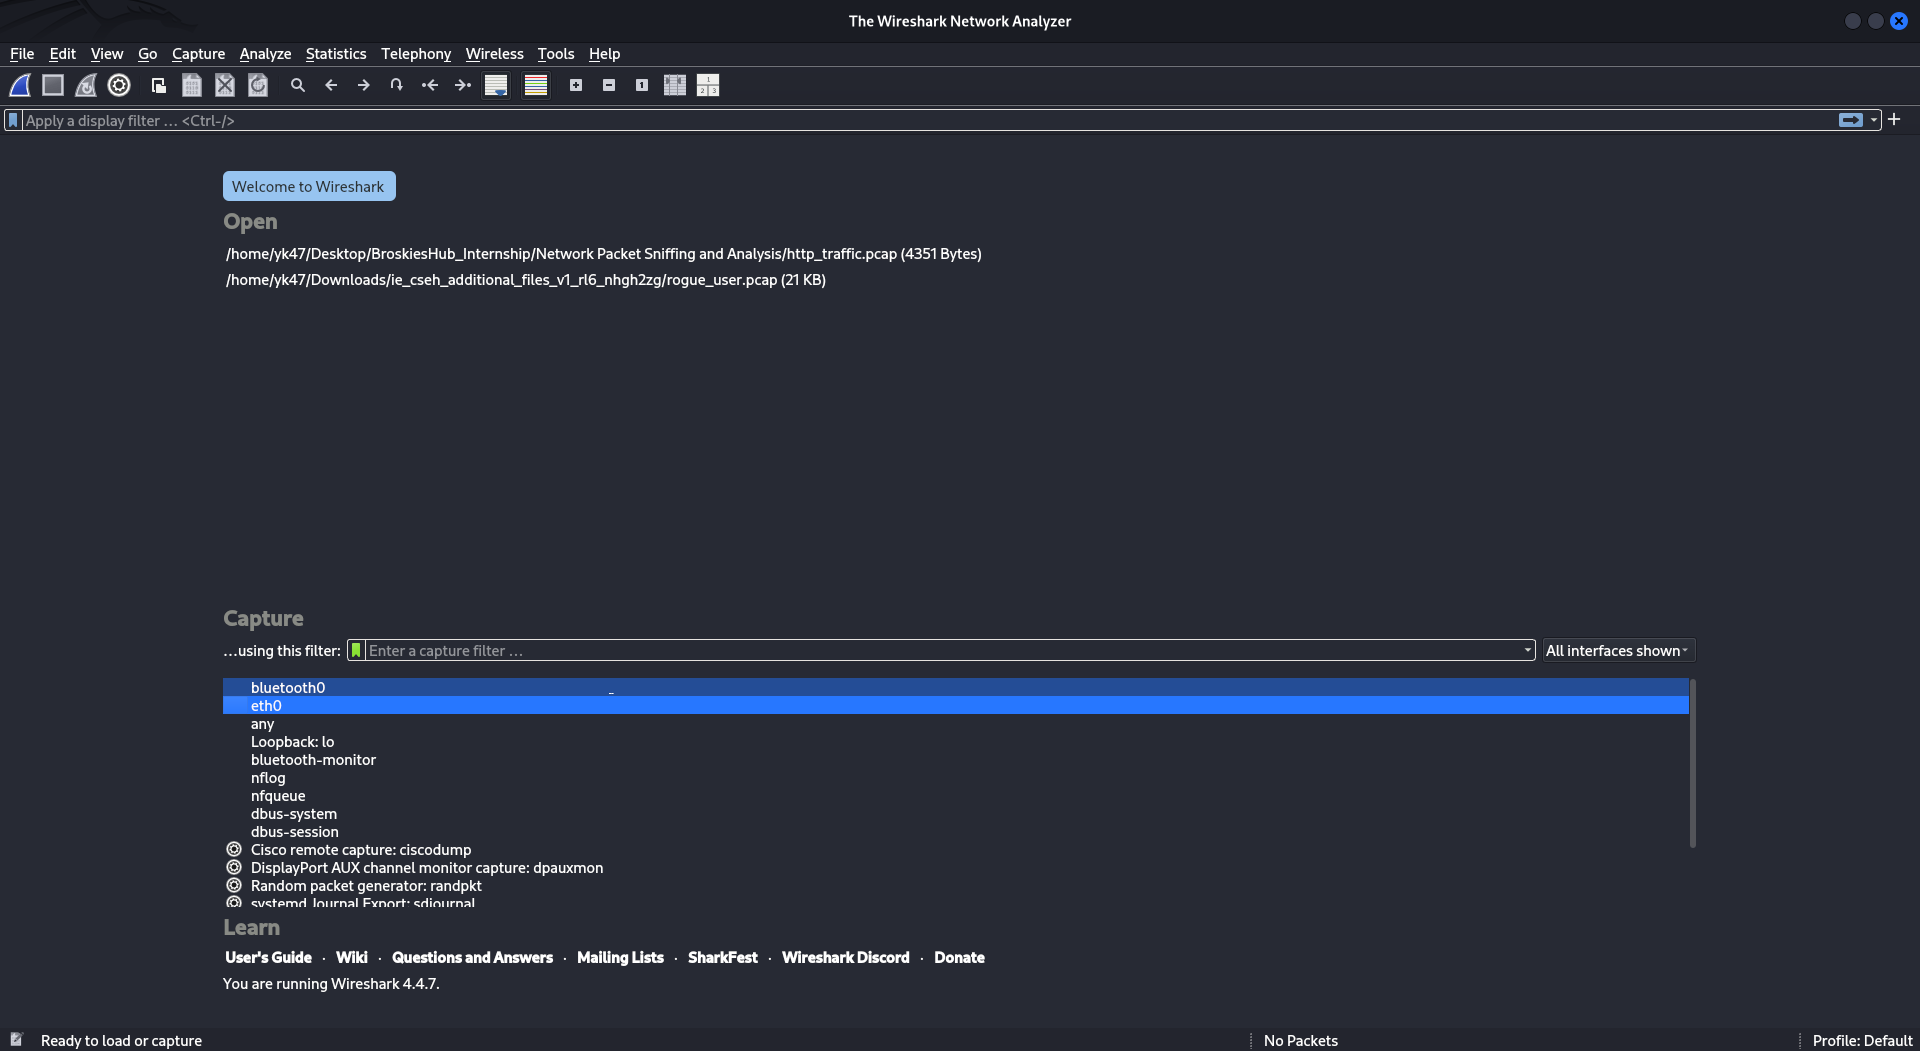 The Wireshark Network Analyzer
File Edit View Go Capture Analyze Statistics Telephony Wireless Tools Help
Apply a display filter … <Ctrl-/>
Welcome to Wireshark
Open
/home/yk47/Desktop/BroskiesHub_Internship/Network Packet Sniffing and Analysis/http_traffic.pcap (4351 Bytes)
/home/yk47/Downloads/ie_cseh_additional_files_v1_rl6_nhgh2zg/rogue_user.pcap (21 KB)
Capture
…using this filter: Enter a capture filter … All interfaces shown
bluetooth0
eth0
any
Loopback: lo
bluetooth-monitor
nflog
nfqueue
dbus-system
dbus-session
Cisco remote capture: ciscodump
DisplayPort AUX channel monitor capture: dpauxmon
Random packet generator: randpkt
systemd Journal Export: sdjournal
Learn
User's Guide · Wiki · Questions and Answers · Mailing Lists · SharkFest · Wireshark Discord · Donate
You are running Wireshark 4.4.7.
Ready to load or capture No Packets Profile: Default